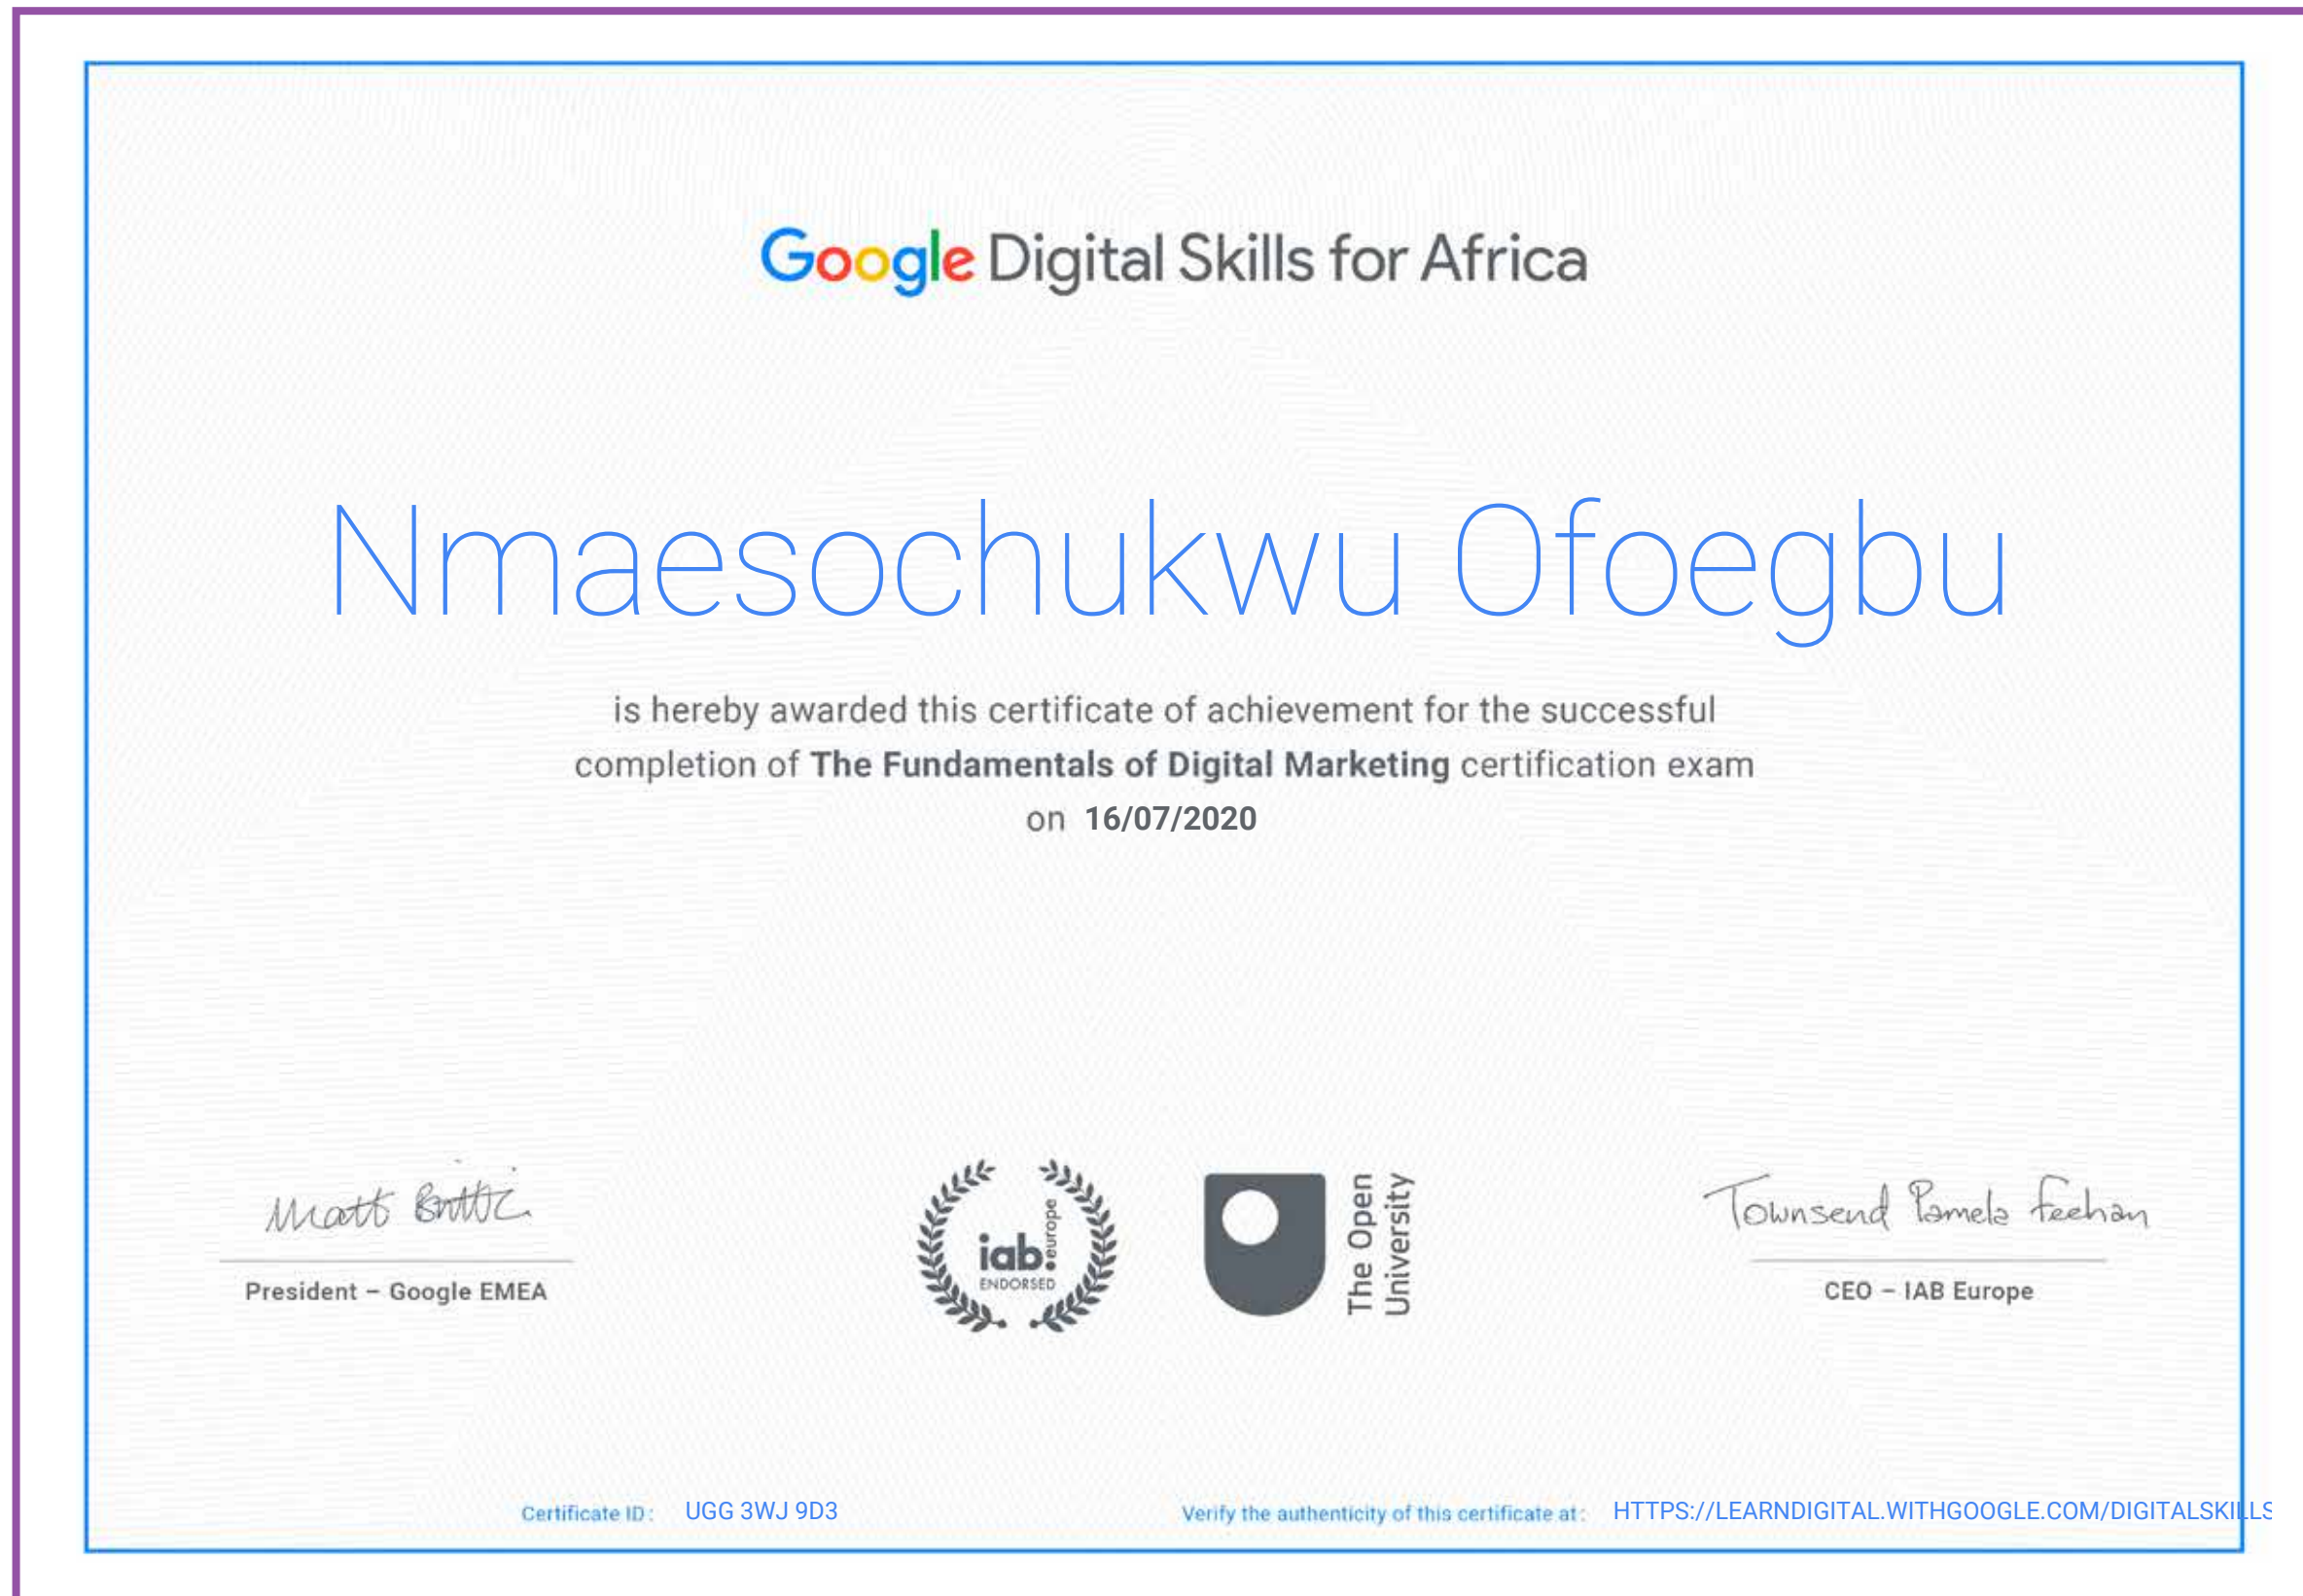 Google Digital Skills for Africa
Nmaesochukwu Ofoegbu
is hereby awarded this certificate of achievement for the successful
completion of The Fundamentals of Digital Marketing certification exam
on 16/07/2020
Matt Brittin
Townsend Pamela Feehan
President – Google EMEA
iab: europe
ENDORSED
The Open
University
CEO – IAB Europe
Certificate ID : UGG 3WJ 9D3
Verify the authenticity of this certificate at : HTTPS://LEARNDIGITAL.WITHGOOGLE.COM/DIGITALSKILLS